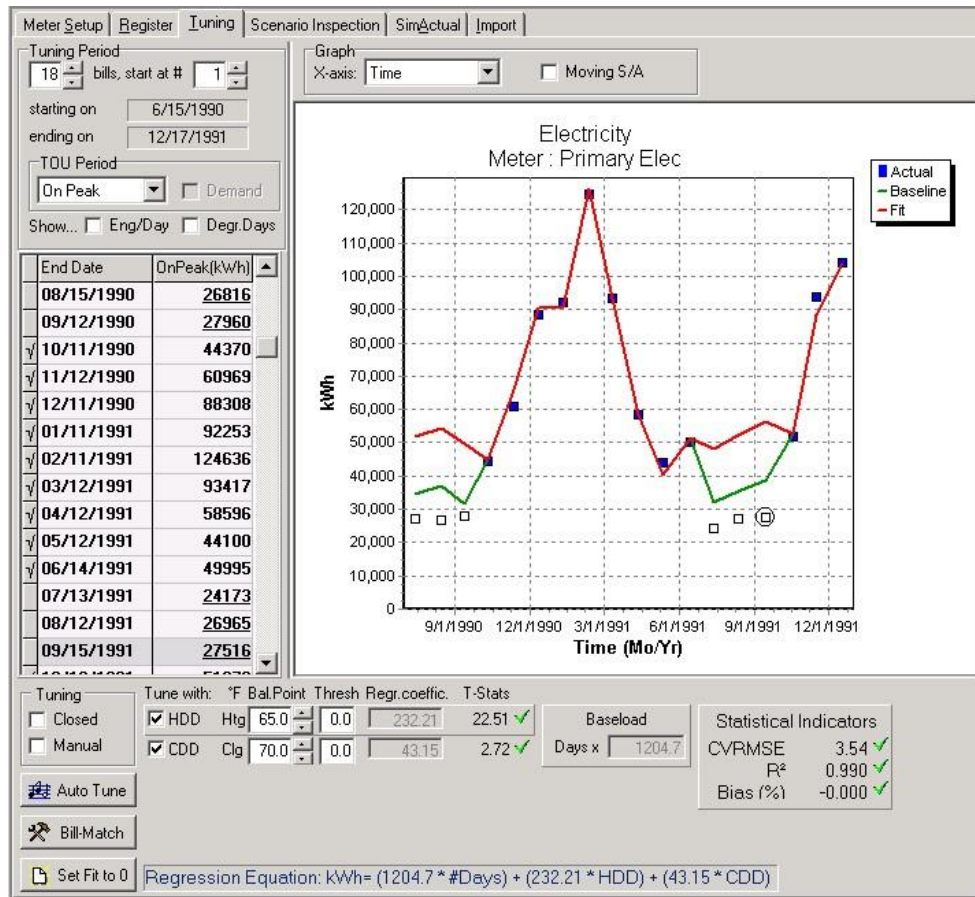 Meter Setup Register Tuning Scenario Inspection SimActual Import
Tuning Period
18 bills, start at # 1
starting on 6/15/1990
ending on 12/17/1991
TOU Period
On Peak Demand
Show... Eng/Day Degr.Days
End Date OnPeak(kWh)
08/15/1990 26816
09/12/1990 27960
√ 10/11/1990 44370
√ 11/12/1990 60969
√ 12/11/1990 88308
√ 01/11/1991 92253
√ 02/11/1991 124636
√ 03/12/1991 93417
√ 04/12/1991 58596
√ 05/12/1991 44100
√ 06/14/1991 49995
07/13/1991 24173
08/12/1991 26965
09/15/1991 27516
Graph
X-axis: Time Moving S/A
Electricity
Meter : Primary Elec
Actual
Baseline
Fit
kWh
120,000
110,000
100,000
90,000
80,000
70,000
60,000
50,000
40,000
30,000
20,000
10,000
0
9/1/1990 12/1/1990 3/1/1991 6/1/1991 9/1/1991 12/1/1991
Time (Mo/Yr)
Tuning
Closed
Manual
Auto Tune
Bill-Match
Set Fit to 0
Tune with: °F Bal.Point Thresh Regr.coeffic. T-Stats
HDD Htg 65.0 0.0 232.21 22.51
CDD Clg 70.0 0.0 43.15 2.72
Baseload
Days x 1204.7
Statistical Indicators
CVRMSE 3.54
R² 0.990
Bias (%) -0.000
Regression Equation: kWh= (1204.7 * #Days) + (232.21 * HDD) + (43.15 * CDD)